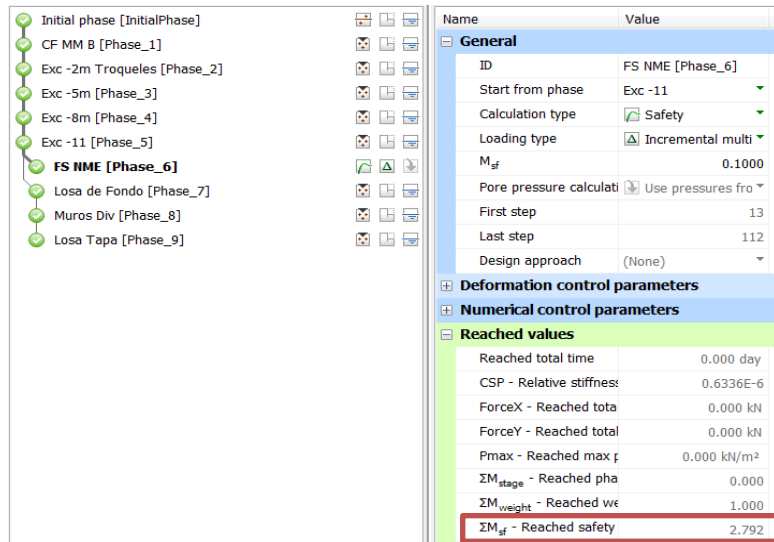 Initial phase [InitialPhase]
CF MM B [Phase_1]
Exc -2m Troqueles [Phase_2]
Exc -5m [Phase_3]
Exc -8m [Phase_4]
Exc -11 [Phase_5]
FS NME [Phase_6]
Losa de Fondo [Phase_7]
Muros Div [Phase_8]
Losa Tapa [Phase_9]
Name Value
General
ID FS NME [Phase_6]
Start from phase Exc -11
Calculation type Safety
Loading type Incremental multi
Msf 0.1000
Pore pressure calculati Use pressures fro
First step 13
Last step 112
Design approach (None)
Deformation control parameters
Numerical control parameters
Reached values
Reached total time 0.000 day
CSP - Relative stiffness 0.6336E-6
ForceX - Reached tota 0.000 kN
ForceY - Reached total 0.000 kN
Pmax - Reached max p 0.000 kN/m²
ΣMstage - Reached pha 0.000
ΣMweight - Reached we 1.000
ΣMsf - Reached safety 2.792